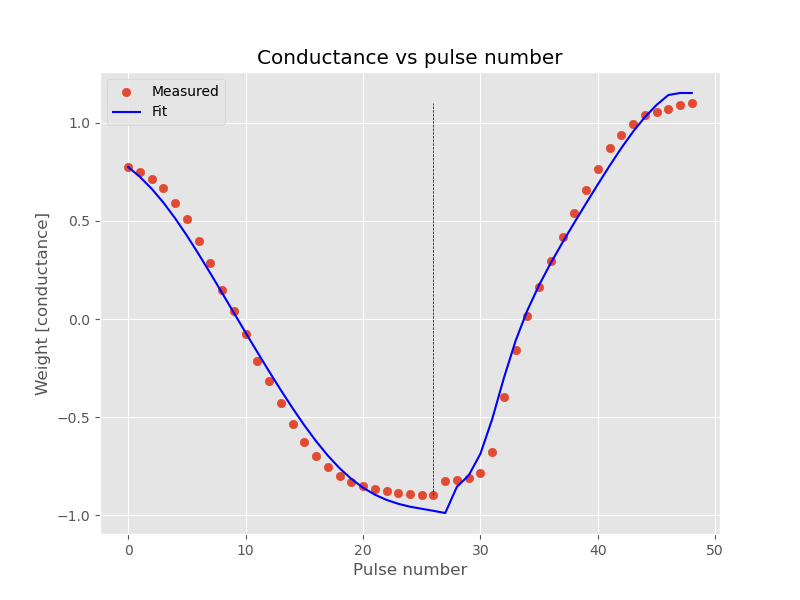 Conductance vs pulse number
Measured
Fit
1.0
0.5
0.0
−0.5
−1.0
Weight [conductance]
0
10
20
30
40
50
Pulse number